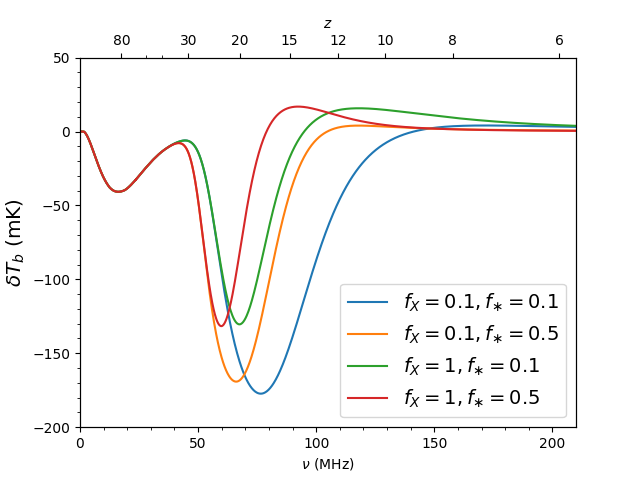 z
80 30 20 15 12 10 8 6
50
0
−50
−100
−150
−200
δT_b (mK)
f_X = 0.1, f_* = 0.1
f_X = 0.1, f_* = 0.5
f_X = 1, f_* = 0.1
f_X = 1, f_* = 0.5
0 50 100 150 200
ν (MHz)